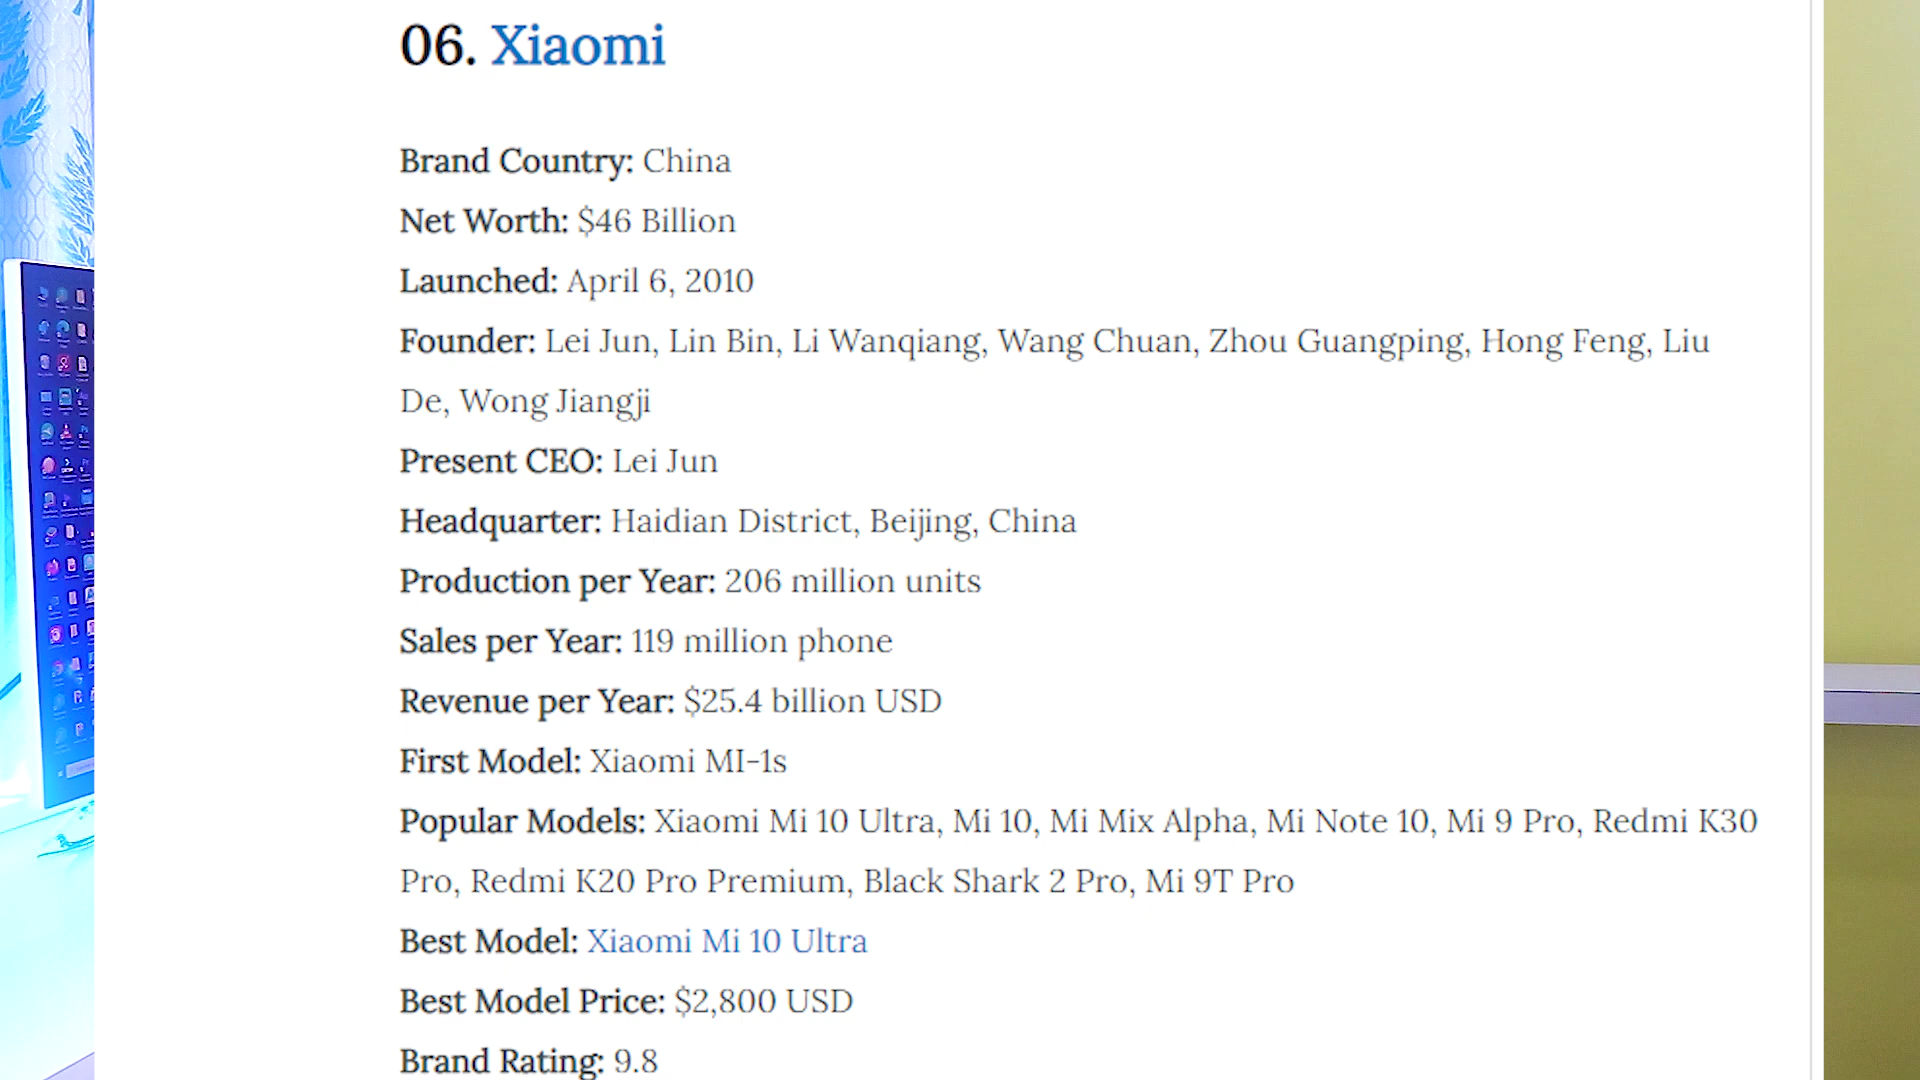 06. Xiaomi
Brand Country: China
Net Worth: $46 Billion
Launched: April 6, 2010
Founder: Lei Jun, Lin Bin, Li Wanqiang, Wang Chuan, Zhou Guangping, Hong Feng, Liu
De, Wong Jiangji
Present CEO: Lei Jun
Headquarter: Haidian District, Beijing, China
Production per Year: 206 million units
Sales per Year: 119 million phone
Revenue per Year: $25.4 billion USD
First Model: Xiaomi MI-1s
Popular Models: Xiaomi Mi 10 Ultra, Mi 10, Mi Mix Alpha, Mi Note 10, Mi 9 Pro, Redmi K30
Pro, Redmi K20 Pro Premium, Black Shark 2 Pro, Mi 9T Pro
Best Model: Xiaomi Mi 10 Ultra
Best Model Price: $2,800 USD
Brand Rating: 9.8